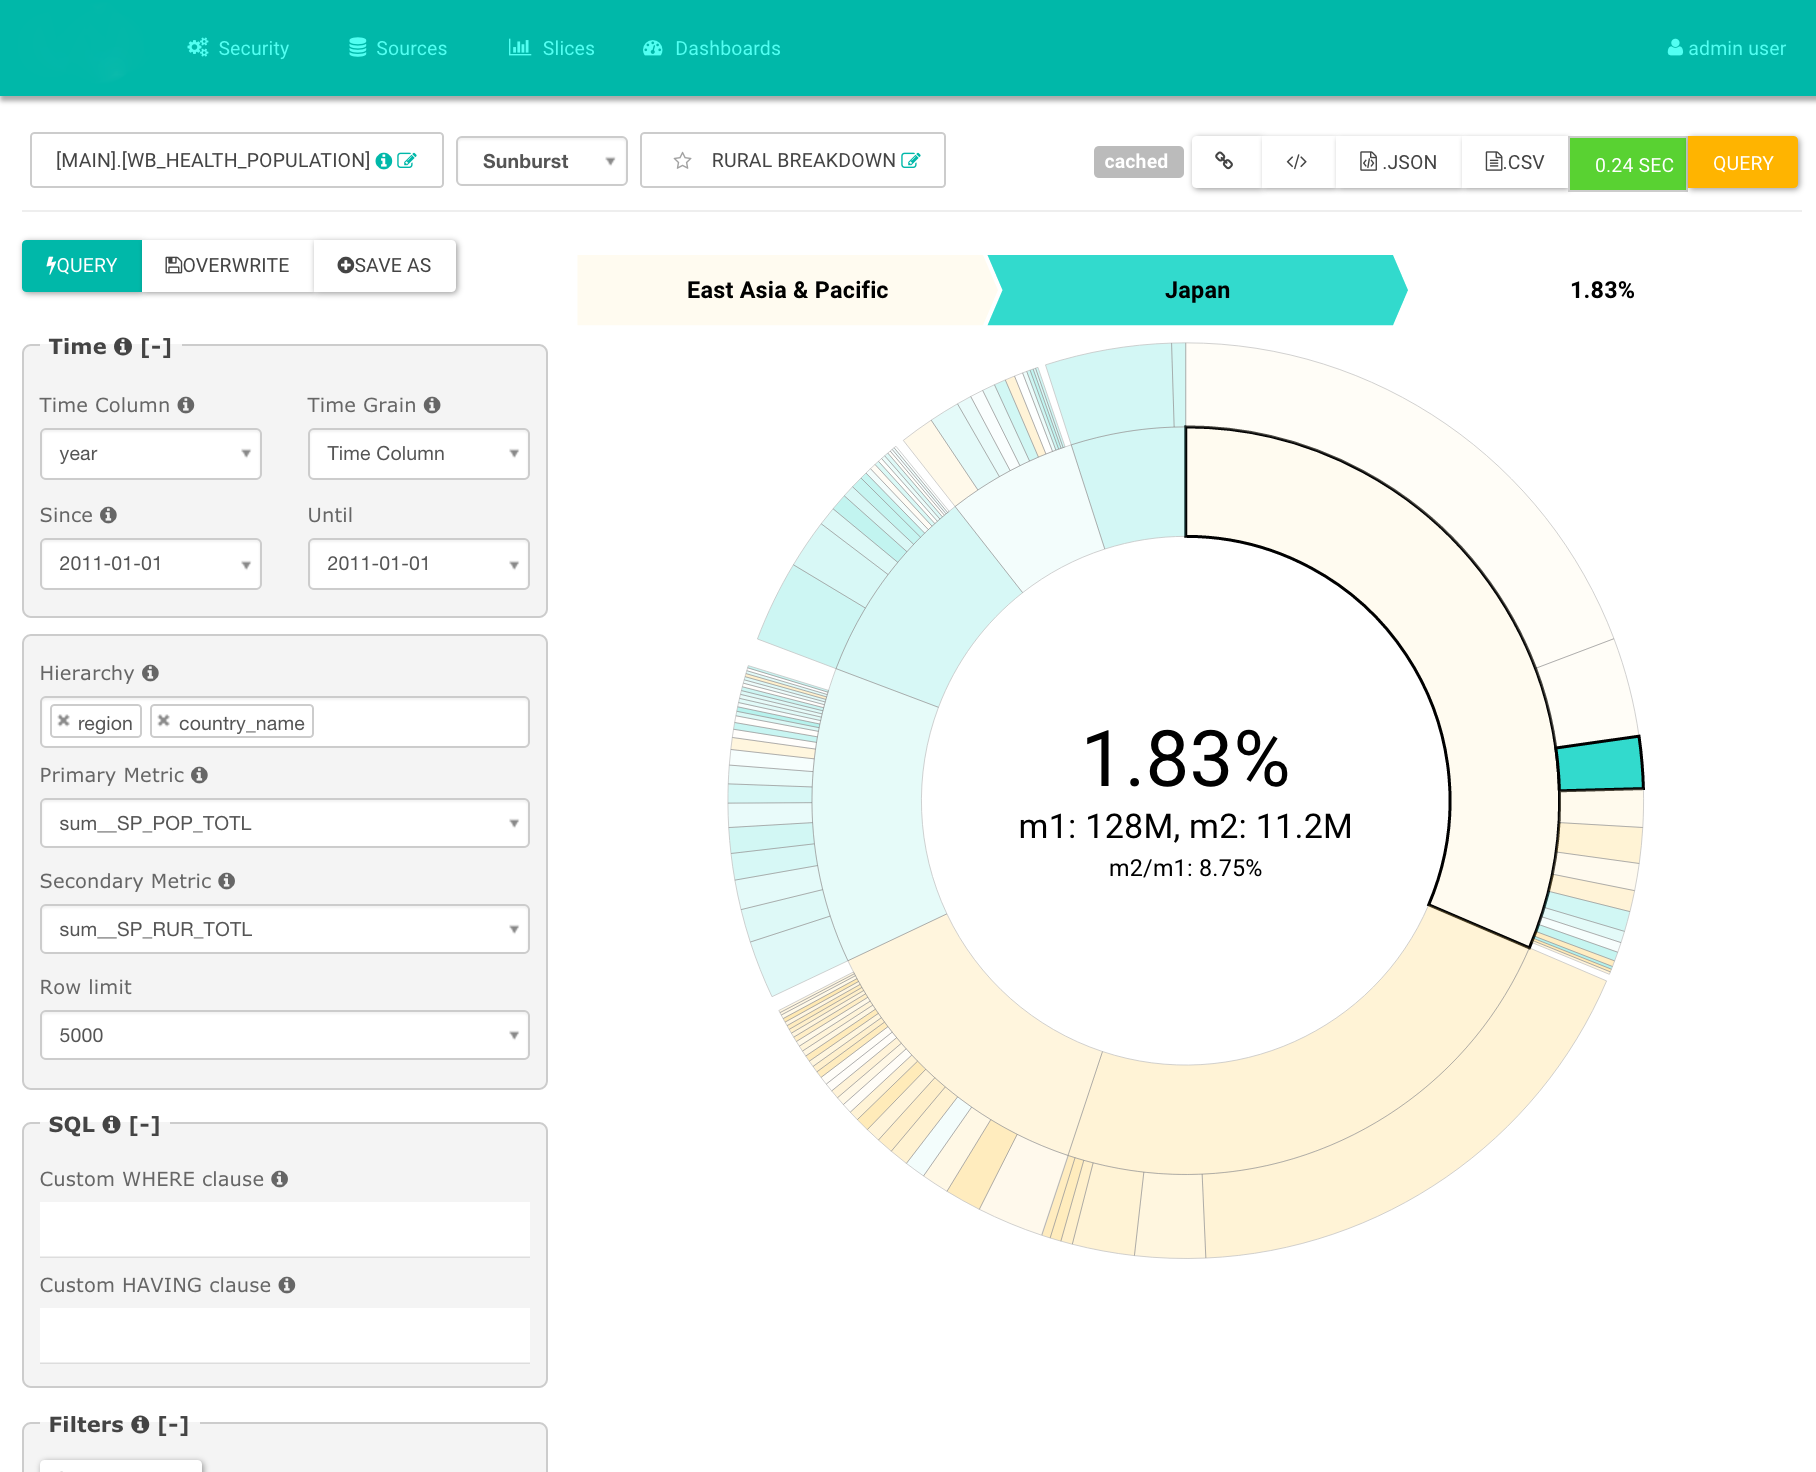 Security Sources Slices Dashboards admin user
[MAIN].[WB_HEALTH_POPULATION] Sunburst RURAL BREAKDOWN cached .JSON .CSV 0.24 SEC QUERY
QUERY OVERWRITE SAVE AS
East Asia & Pacific Japan 1.83%
Time [-]
Time Column Time Grain
year Time Column
Since Until
2011-01-01 2011-01-01
Hierarchy
region country_name
Primary Metric
sum__SP_POP_TOTL
Secondary Metric
sum__SP_RUR_TOTL
Row limit
5000
SQL [-]
Custom WHERE clause
Custom HAVING clause
Filters [-]
1.83%
m1: 128M, m2: 11.2M
m2/m1: 8.75%